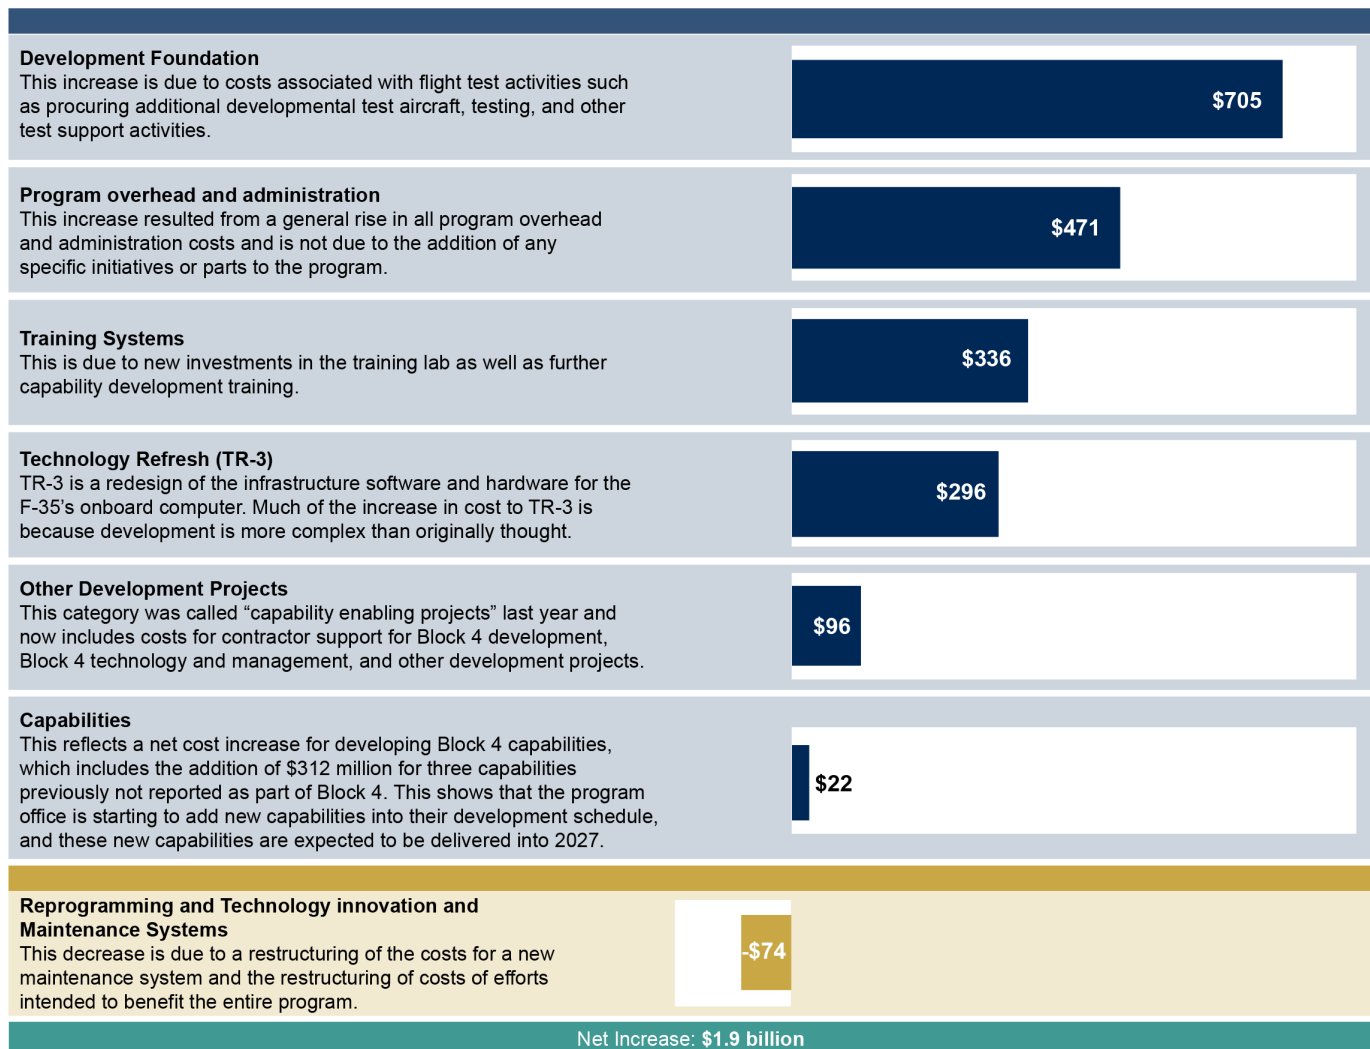 Development Foundation
This increase is due to costs associated with flight test activities such
as procuring additional developmental test aircraft, testing, and other
test support activities.
$705
Program overhead and administration
This increase resulted from a general rise in all program overhead
and administration costs and is not due to the addition of any
specific initiatives or parts to the program.
$471
Training Systems
This is due to new investments in the training lab as well as further
capability development training.
$336
Technology Refresh (TR-3)
TR-3 is a redesign of the infrastructure software and hardware for the
F-35’s onboard computer. Much of the increase in cost to TR-3 is
because development is more complex than originally thought.
$296
Other Development Projects
This category was called “capability enabling projects” last year and
now includes costs for contractor support for Block 4 development,
Block 4 technology and management, and other development projects.
$96
Capabilities
This reflects a net cost increase for developing Block 4 capabilities,
which includes the addition of $312 million for three capabilities
previously not reported as part of Block 4. This shows that the program
office is starting to add new capabilities into their development schedule,
and these new capabilities are expected to be delivered into 2027.
$22
Reprogramming and Technology innovation and
Maintenance Systems
This decrease is due to a restructuring of the costs for a new
maintenance system and the restructuring of costs of efforts
intended to benefit the entire program.
-$74
Net Increase: $1.9 billion